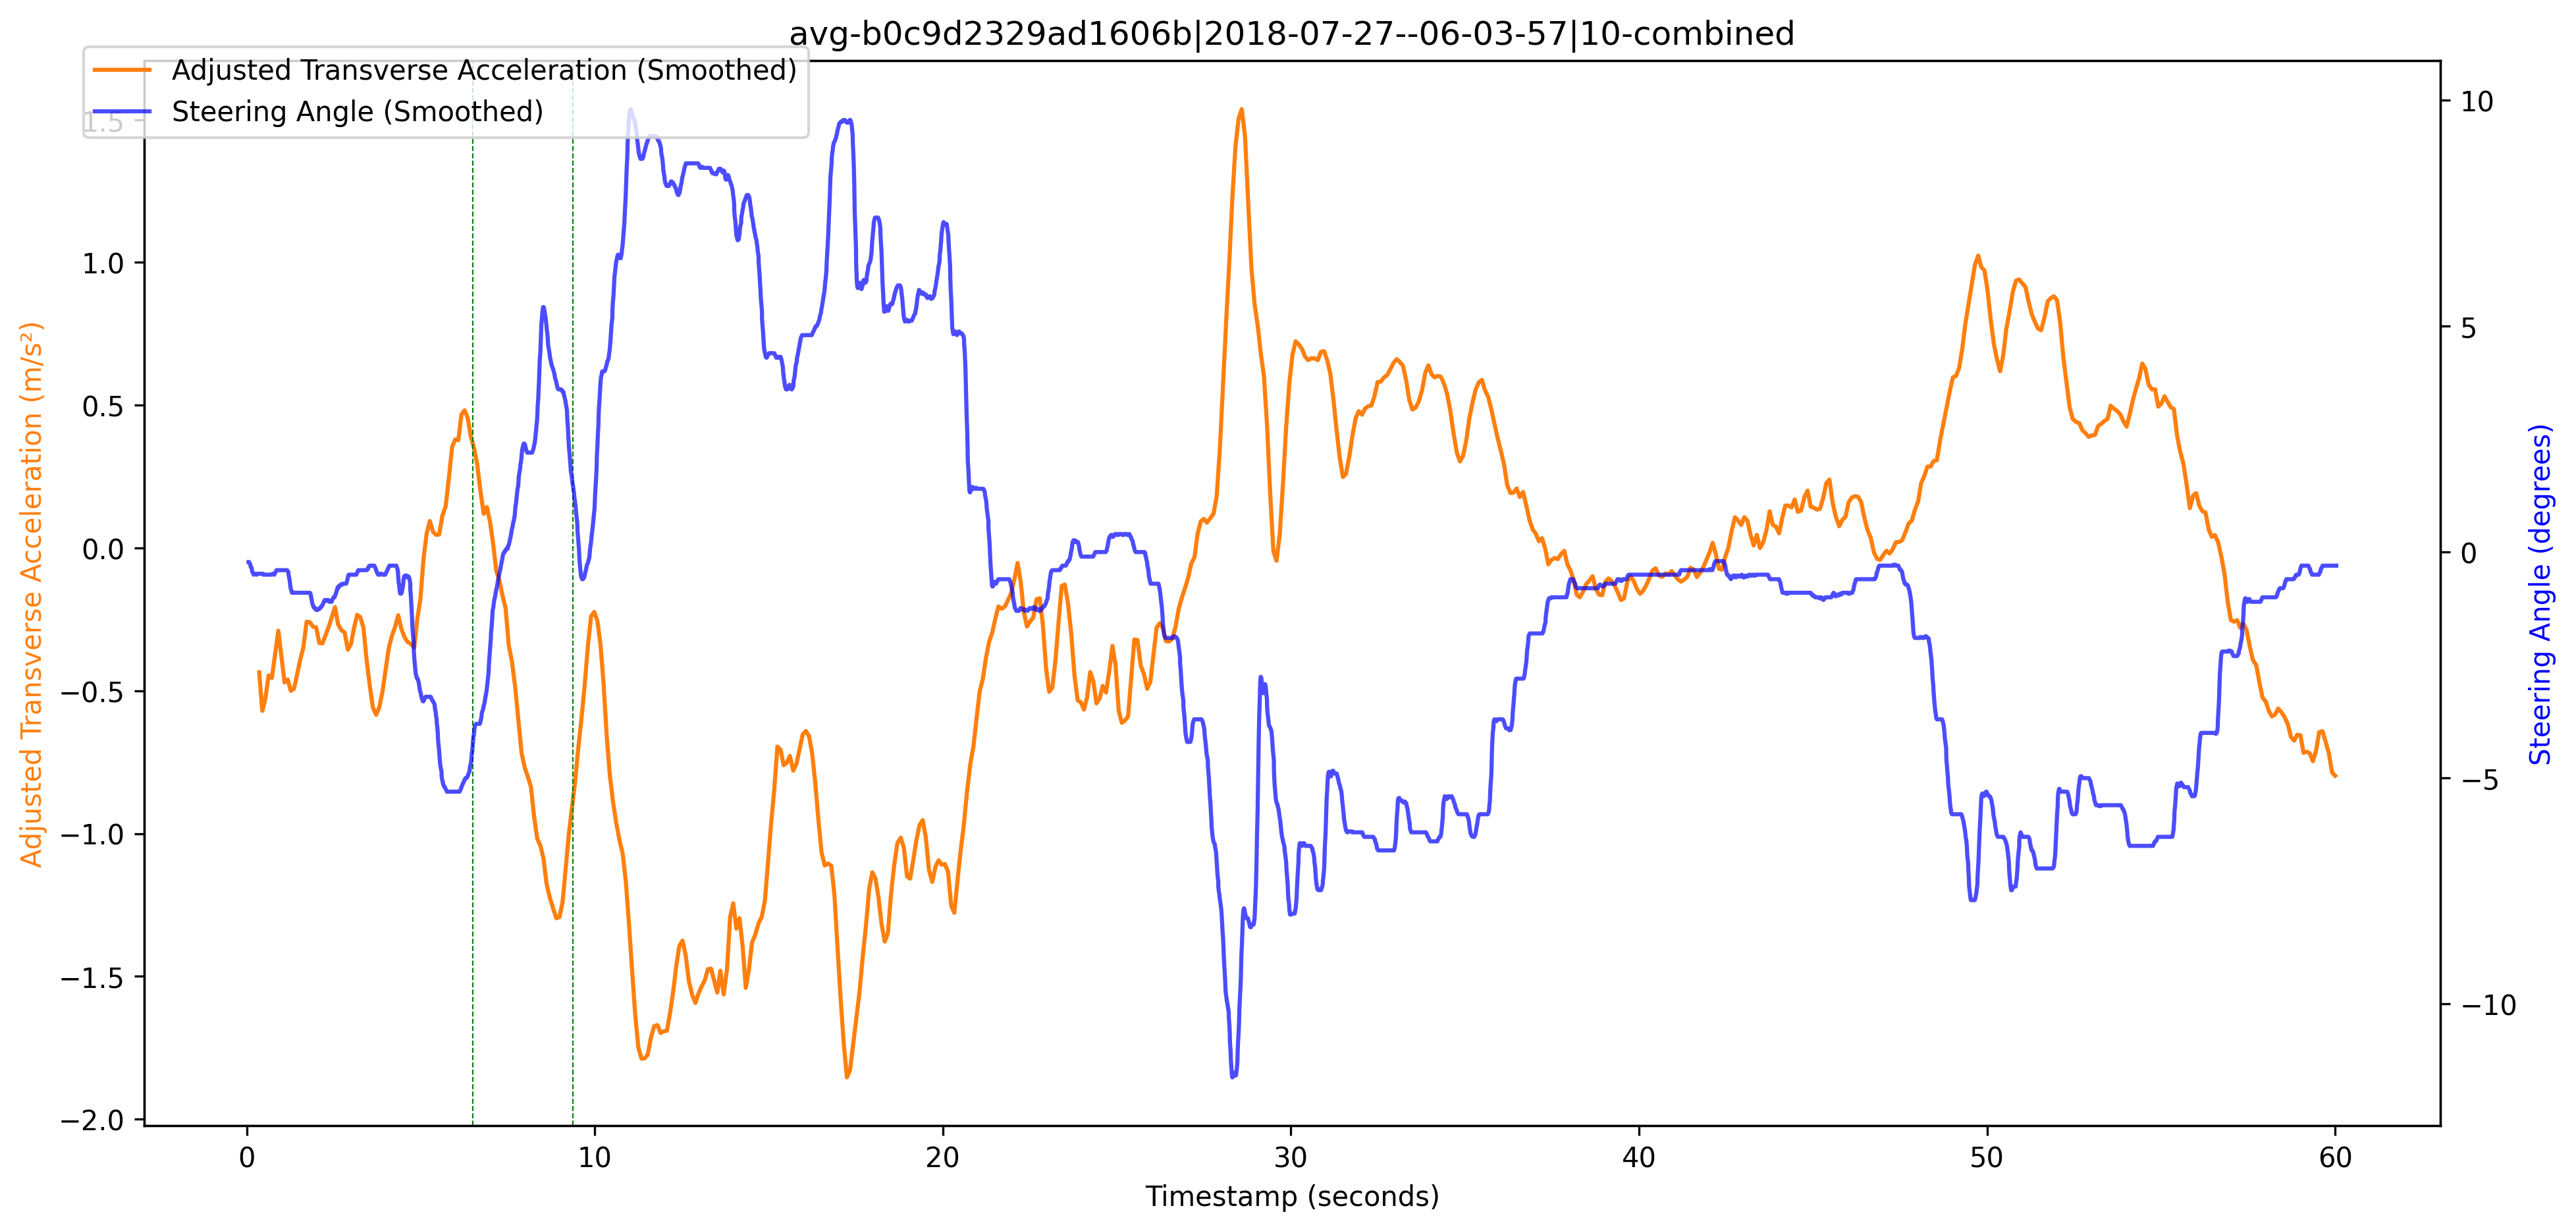 avg-b0c9d2329ad1606b|2018-07-27--06-03-57|10-combined
Adjusted Transverse Acceleration (Smoothed)
Steering Angle (Smoothed)
Adjusted Transverse Acceleration (m/s²)
1.5
1.0
0.5
0.0
−0.5
−1.0
−1.5
−2.0
10
5
0
−5
−10
Steering Angle (degrees)
0 10 20 30 40 50 60
Timestamp (seconds)